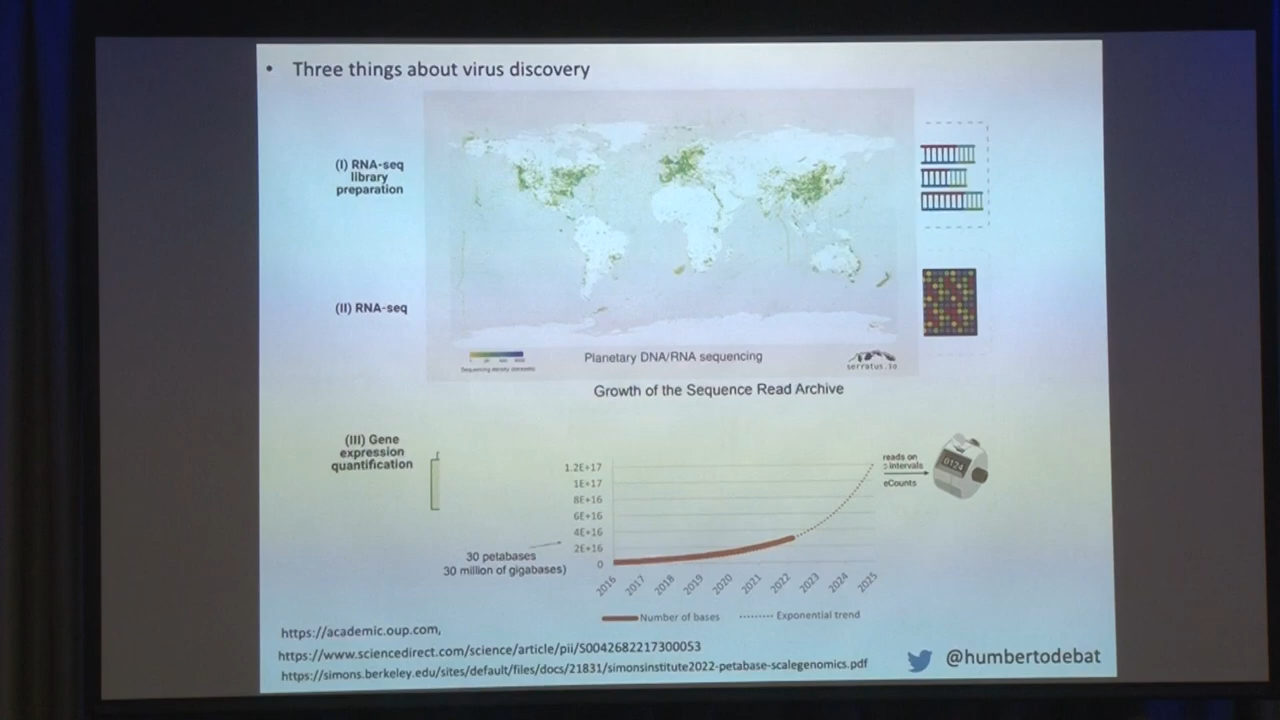 • Three things about virus discovery
(I) RNA-seq
library
preparation
(II) RNA-seq
Planetary DNA/RNA sequencing
serratus.io
Growth of the Sequence Read Archive
(III) Gene
expression
quantification
reads on
intervals
eCounts
0124
1.2E+17
1E+17
8E+16
6E+16
4E+16
2E+16
0
30 petabases
30 million of gigabases)
2016
2017
2018
2019
2020
2021
2022
2023
2024
2025
Number of bases
Exponential trend
https://academic.oup.com,
https://www.sciencedirect.com/science/article/pii/S0042682217300053
https://simons.berkeley.edu/sites/default/files/docs/21831/simonsinstitute2022-petabase-scalegenomics.pdf
@humbertodebat